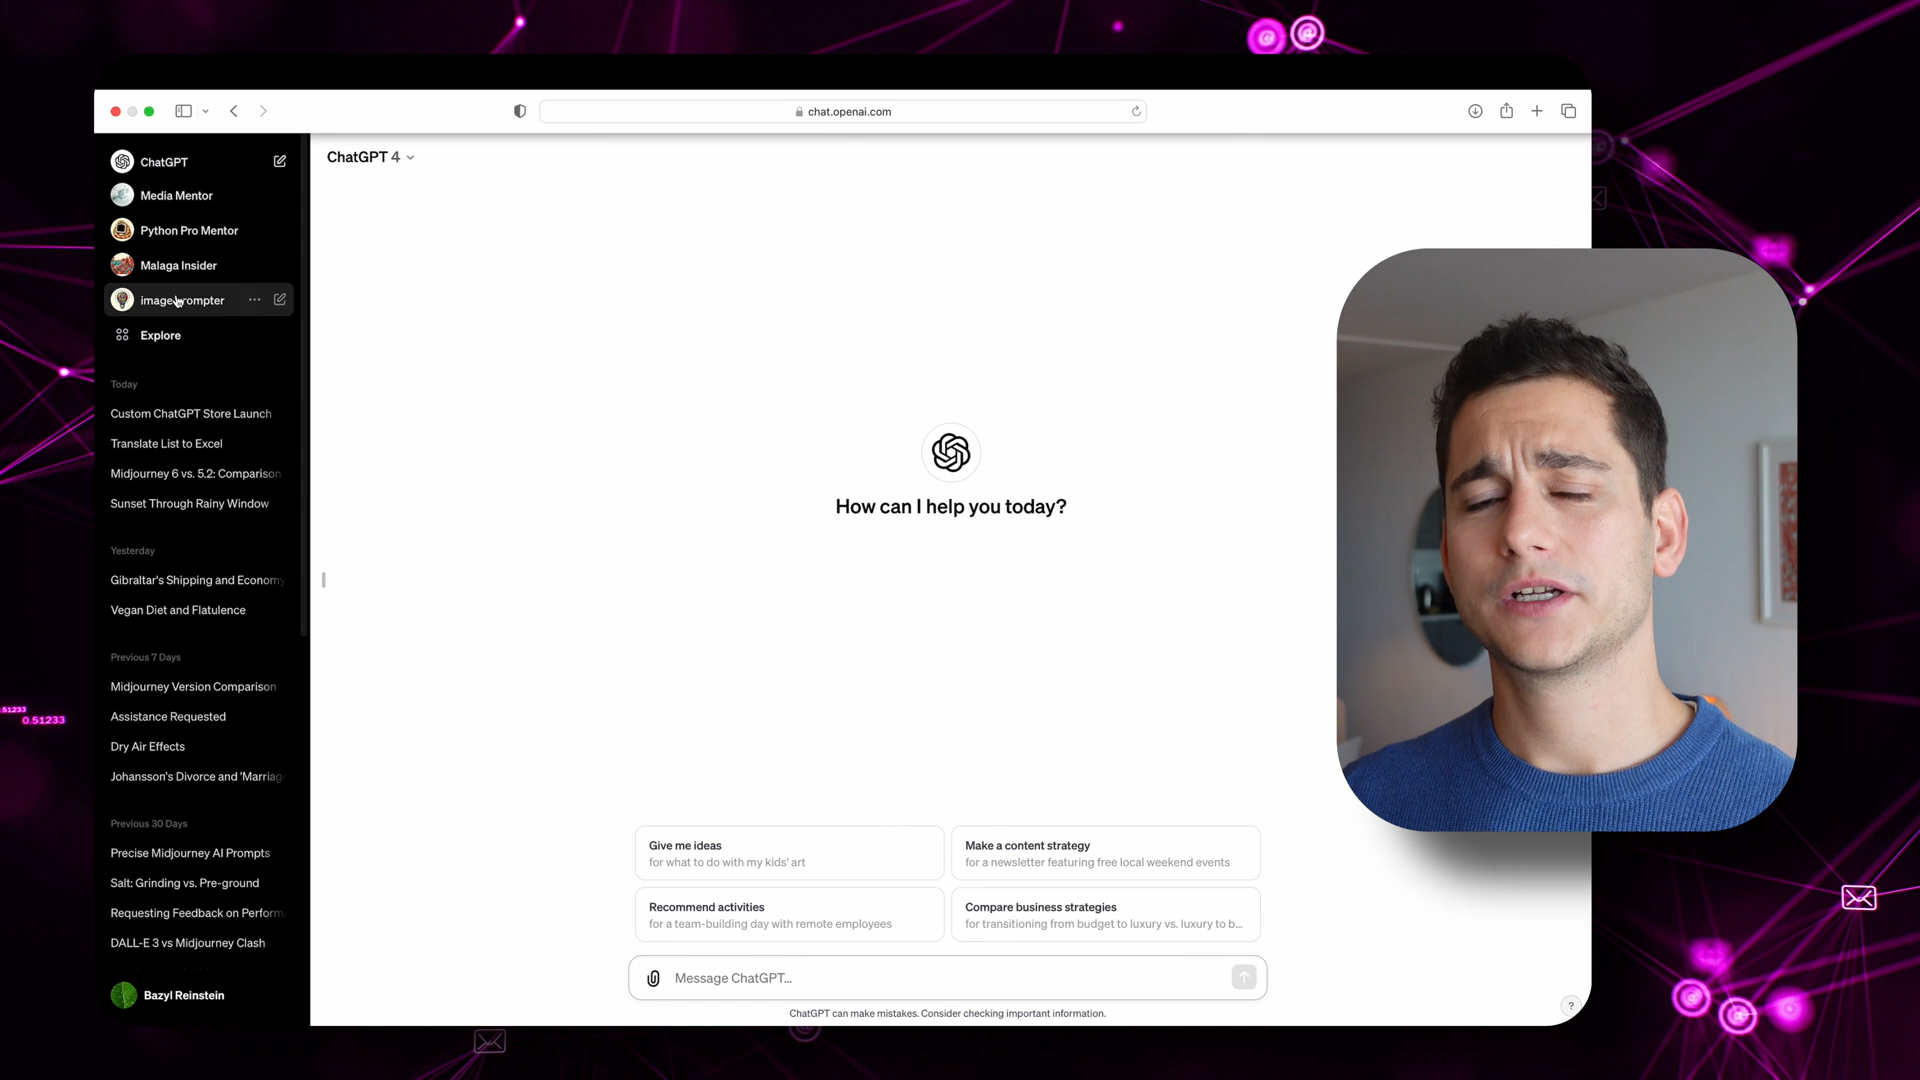 chat.openai.com
ChatGPT
Media Mentor
Python Pro Mentor
Malaga Insider
Explore
Today
Custom ChatGPT Store Launch
Translate List to Excel
Midjourney 6 vs. 5.2: Comparison
Sunset Through Rainy Window
Yesterday
Gibraltar's Shipping and Economy
Vegan Diet and Flatulence
Previous 7 Days
Midjourney Version Comparison
Assistance Requested
Dry Air Effects
Johansson's Divorce and 'Marriag
Previous 30 Days
Precise Midjourney AI Prompts
Salt: Grinding vs. Pre-ground
Requesting Feedback on Perform
DALL-E 3 vs Midjourney Clash
Bazyl Reinstein
ChatGPT 4
How can I help you today?
Give me ideas
for what to do with my kids' art
Make a content strategy
for a newsletter featuring free local weekend events
Recommend activities
for a team-building day with remote employees
Compare business strategies
for transitioning from budget to luxury vs. luxury to b...
Message ChatGPT...
ChatGPT can make mistakes. Consider checking important information.
?
.51233
0.51233